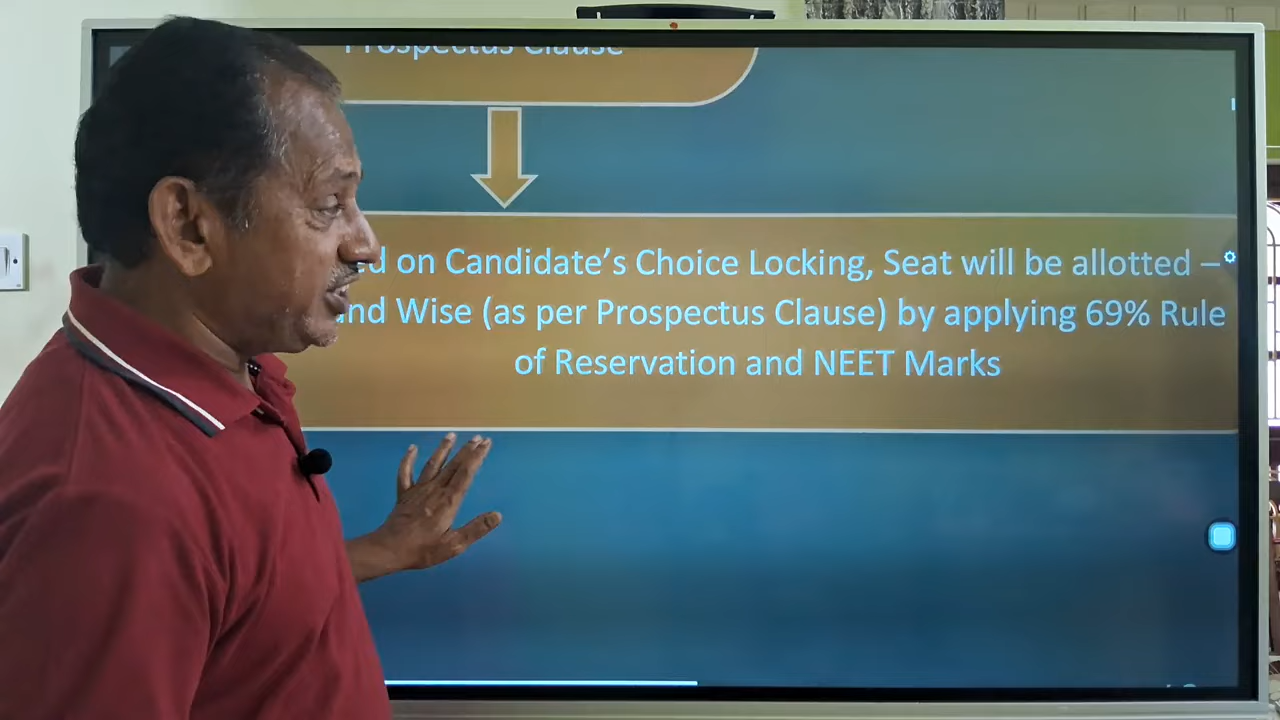 Prospectus Clause
on Candidate's Choice Locking, Seat will be allotted –
Wise (as per Prospectus Clause) by applying 69% Rule
of Reservation and NEET Marks